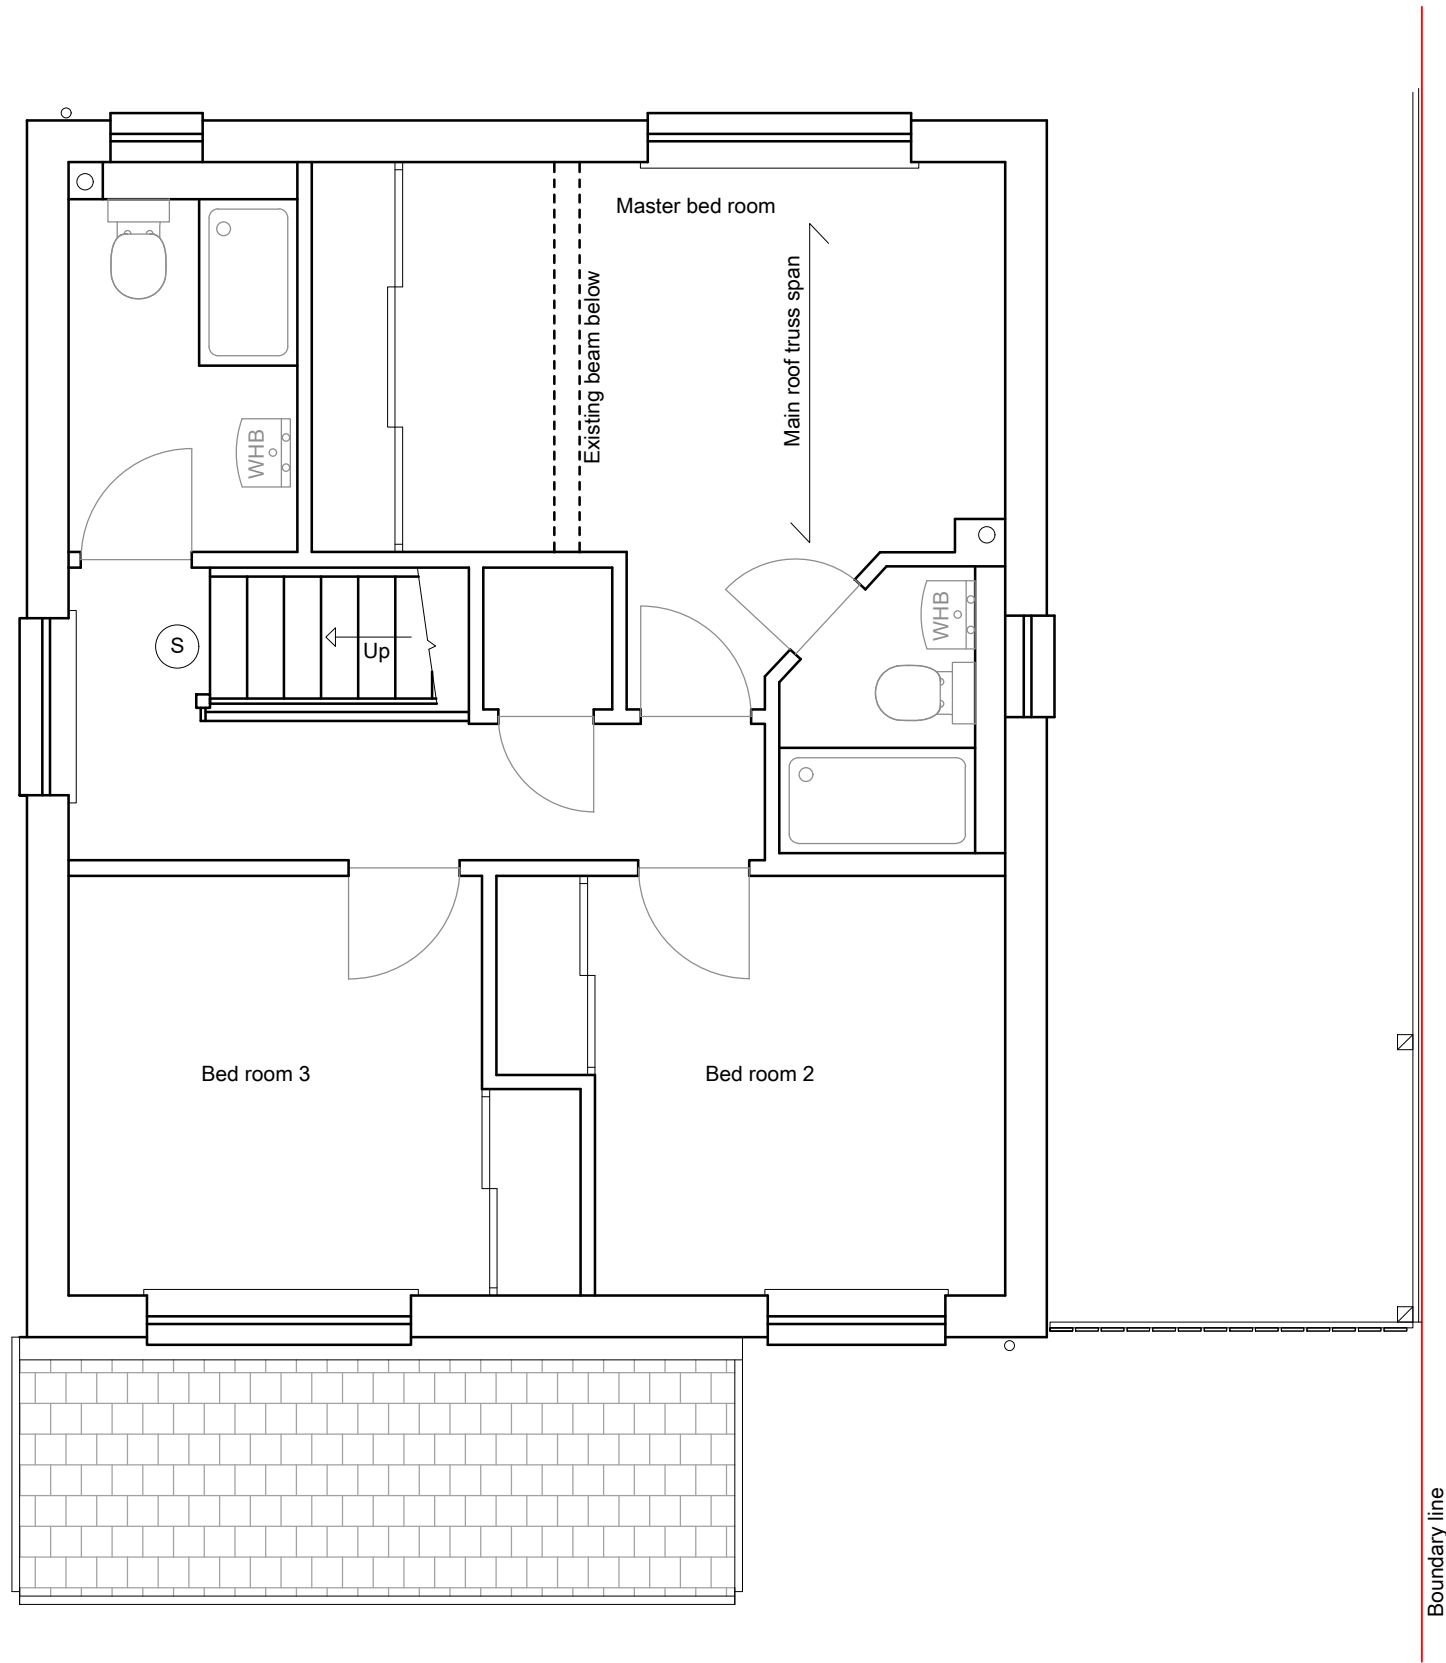 Master bed room
Existing beam below
Main roof truss span
WHB
WHB
S
Up
Bed room 3
Bed room 2
Boundary line